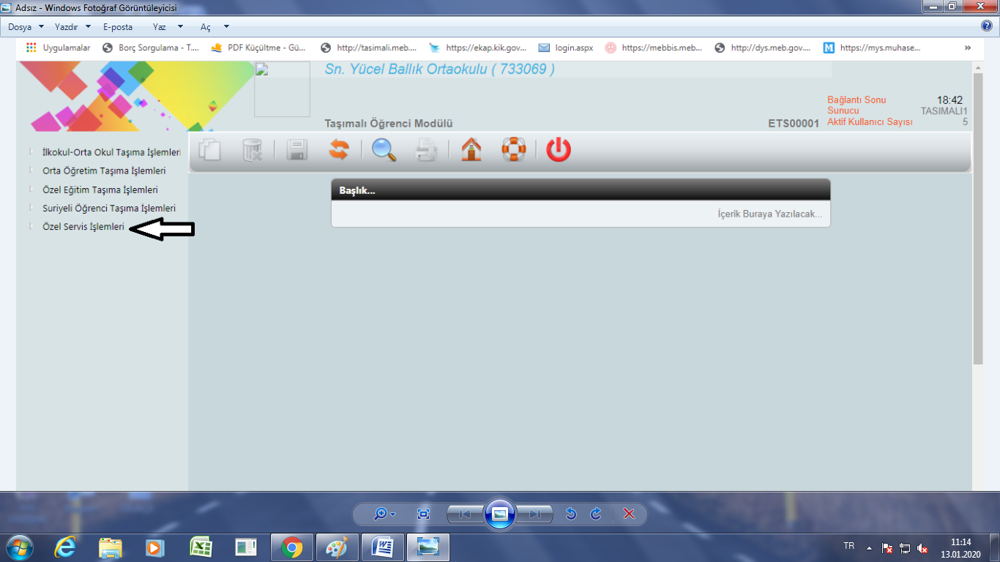 Adsız - Windows Fotoğraf Görüntüleyicisi
Dosya Yazdır E-posta Yaz Aç
Uygulamalar Borç Sorgulama - T.... PDF Küçültme - Gü... http://tasimali.meb.... https://ekap.kik.gov... login.aspx https://mebbis.meb... http://dys.meb.gov.... https://mys.muhase... »
Sn. Yücel Ballık Ortaokulu ( 733069 )
Bağlantı Sonu 18:42
Sunucu TASIMALI1
Taşımalı Öğrenci Modülü ETS00001 Aktif Kullanıcı Sayısı 5
İlkokul-Orta Okul Taşıma İşlemleri
Orta Öğretim Taşıma İşlemleri
Özel Eğitim Taşıma İşlemleri
Suriyeli Öğrenci Taşıma İşlemleri
Özel Servis İşlemleri
Başlık...
İçerik Buraya Yazılacak...
TR 11:14
13.01.2020